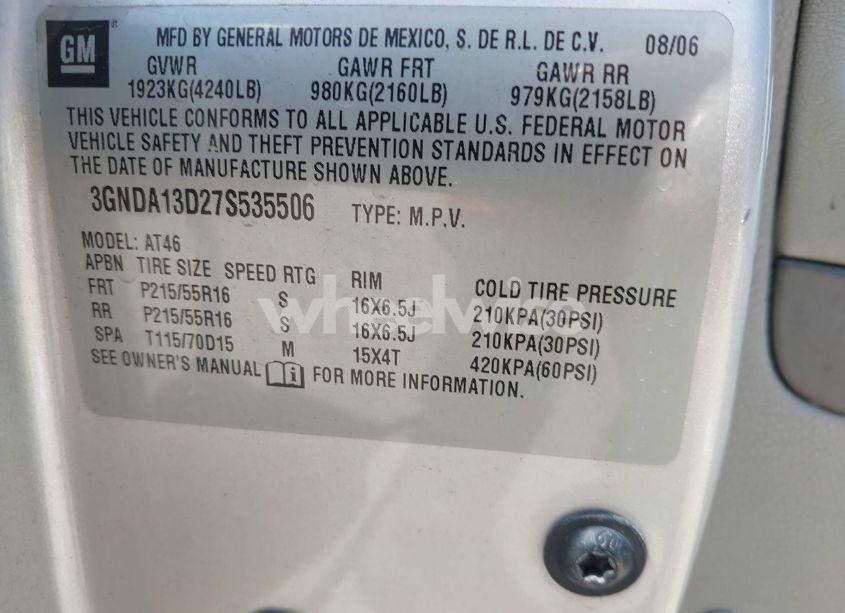 GM ® MFD BY GENERAL MOTORS DE MEXICO, S. DE R.L. DE C.V. 08/06
GVWR GAWR FRT GAWR RR
1923KG(4240LB) 980KG(2160LB) 979KG(2158LB)
THIS VEHICLE CONFORMS TO ALL APPLICABLE U.S. FEDERAL MOTOR
VEHICLE SAFETY AND THEFT PREVENTION STANDARDS IN EFFECT ON
THE DATE OF MANUFACTURE SHOWN ABOVE.
3GNDA13D27S535506 TYPE: M.P.V.
MODEL: AT46
APBN TIRE SIZE SPEED RTG RIM COLD TIRE PRESSURE
FRT P215/55R16 S 16X6.5J 210KPA(30PSI)
RR P215/55R16 S 16X6.5J 210KPA(30PSI)
SPA T115/70D15 M 15X4T 420KPA(60PSI)
SEE OWNER'S MANUAL FOR MORE INFORMATION.
wheelwire